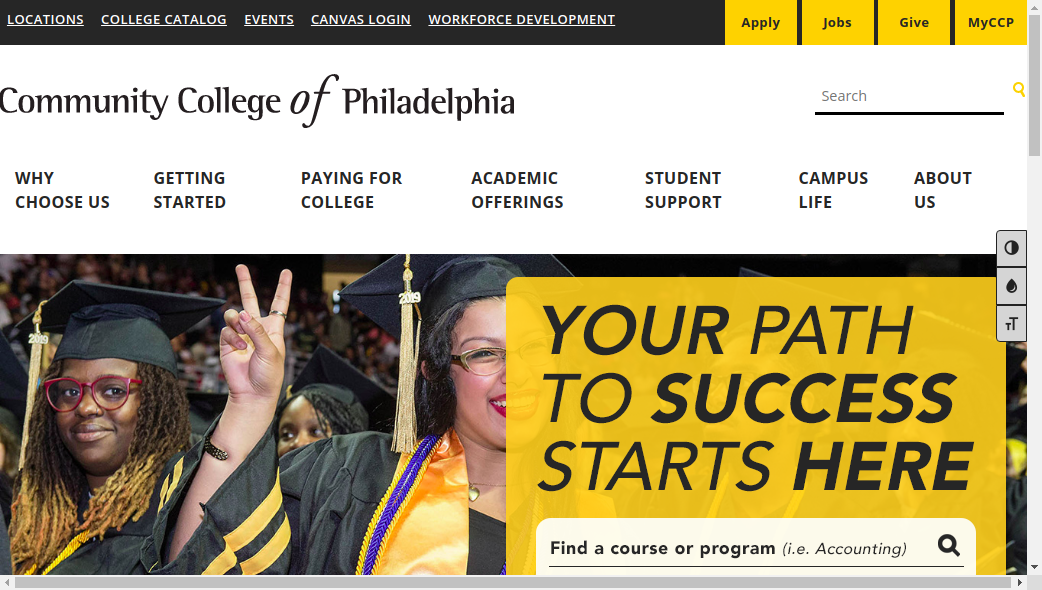 LOCATIONS COLLEGE CATALOG EVENTS CANVAS LOGIN WORKFORCE DEVELOPMENT Apply Jobs Give MyCCP
Community College of Philadelphia
Search
WHY CHOOSE US
GETTING STARTED
PAYING FOR COLLEGE
ACADEMIC OFFERINGS
STUDENT SUPPORT
CAMPUS LIFE
ABOUT US
2019
2019
YOUR PATH
TO SUCCESS
STARTS HERE
Find a course or program (i.e. Accounting)